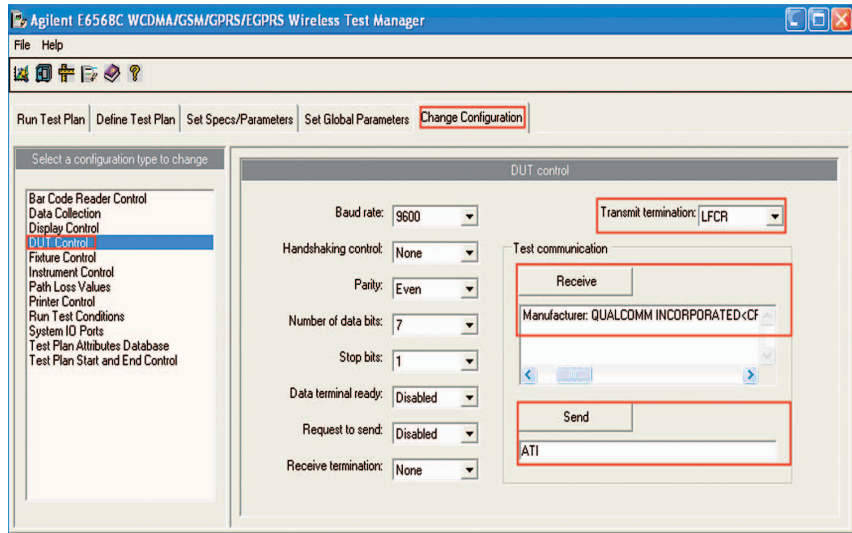 Agilent E6568C WCDMA/GSM/GPRS/EGPRS Wireless Test Manager
File Help
Run Test Plan Define Test Plan Set Specs/Parameters Set Global Parameters Change Configuration
Select a configuration type to change
Bar Code Reader Control
Data Collection
Display Control
DUT Control
Fixture Control
Instrument Control
Path Loss Values
Printer Control
Run Test Conditions
System IO Ports
Test Plan Attributes Database
Test Plan Start and End Control
DUT control
Baud rate: 9600
Handshaking control: None
Parity: Even
Number of data bits: 7
Stop bits: 1
Data terminal ready: Disabled
Request to send: Disabled
Receive termination: None
Transmit termination: LFCR
Test communication
Receive
Manufacturer: QUALCOMM INCORPORATED<CF
Send
ATI